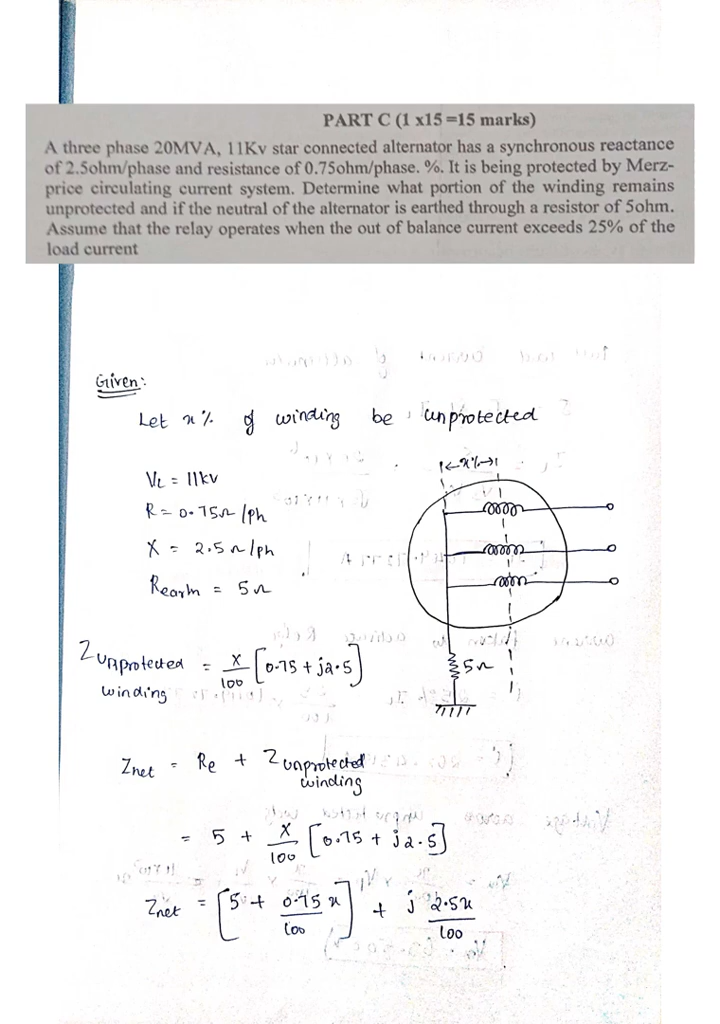 PART C (1 x15 =15 marks)
A three phase 20MVA, 11Kv star connected alternator has a synchronous reactance
of 2.5ohm/phase and resistance of 0.75ohm/phase. %. It is being protected by Merz-
price circulating current system. Determine what portion of the winding remains
unprotected and if the neutral of the alternator is earthed through a resistor of 5ohm.
Assume that the relay operates when the out of balance current exceeds 25% of the
load current
Given:
Let x% of winding be unprotected
VL = 11kv
R = 0.75Ω /ph
X = 2.5Ω /ph
Rearth = 5Ω
|←x%→|
5Ω
Zunprotected winding = x/100 [0.75 + j2.5]
Znet = Re + Zunprotected winding
= 5 + x/100 [0.75 + j2.5]
Znet = [5 + 0.75x/100] + j 2.5x/100